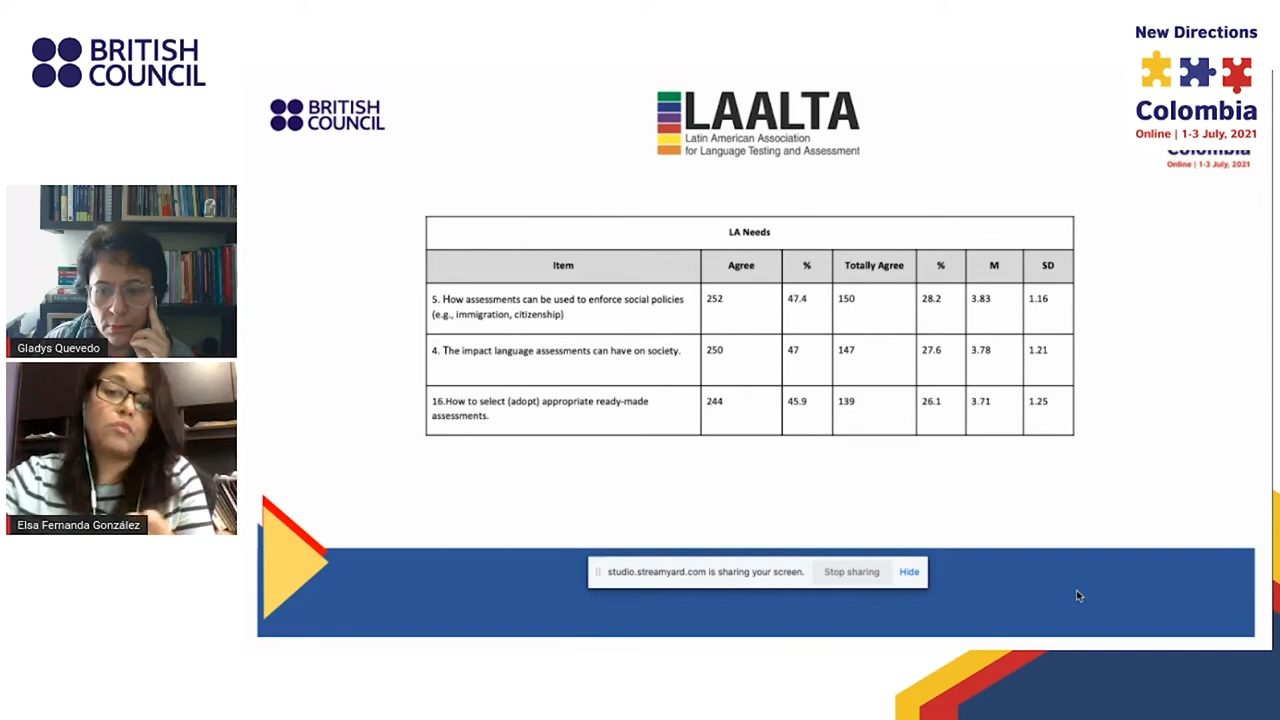 BRITISH
COUNCIL
New Directions
Colombia
Online | 1-3 July, 2021
BRITISH
COUNCIL
LAALTA
Latin American Association
for Language Testing and Assessment
Colombia
Online | 1-3 July, 2021
LA Needs
Item Agree % Totally Agree % M SD
5. How assessments can be used to enforce social policies 252 47.4 150 28.2 3.83 1.16
(e.g., immigration, citizenship)
4. The impact language assessments can have on society. 250 47 147 27.6 3.78 1.21
16.How to select (adopt) appropriate ready-made 244 45.9 139 26.1 3.71 1.25
assessments.
Gladys Quevedo
Elsa Fernanda González
studio.streamyard.com is sharing your screen. Stop sharing Hide